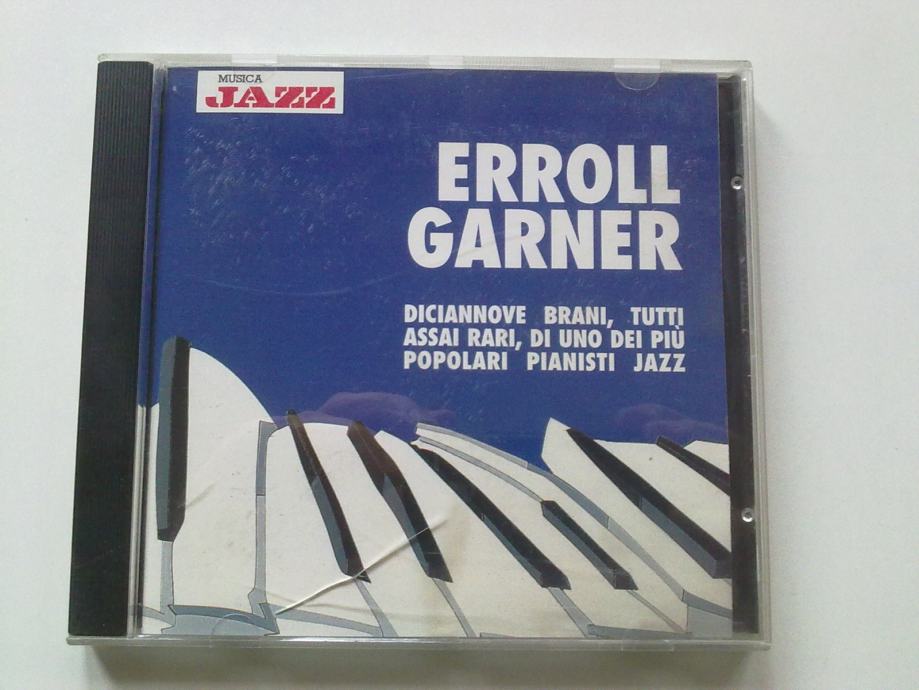 MUSICA
JAZZ
ERROLL
GARNER
DICIANNOVE BRANI, TUTTI
ASSAI RARI, DI UNO DEI PIÙ
POPOLARI PIANISTI JAZZ